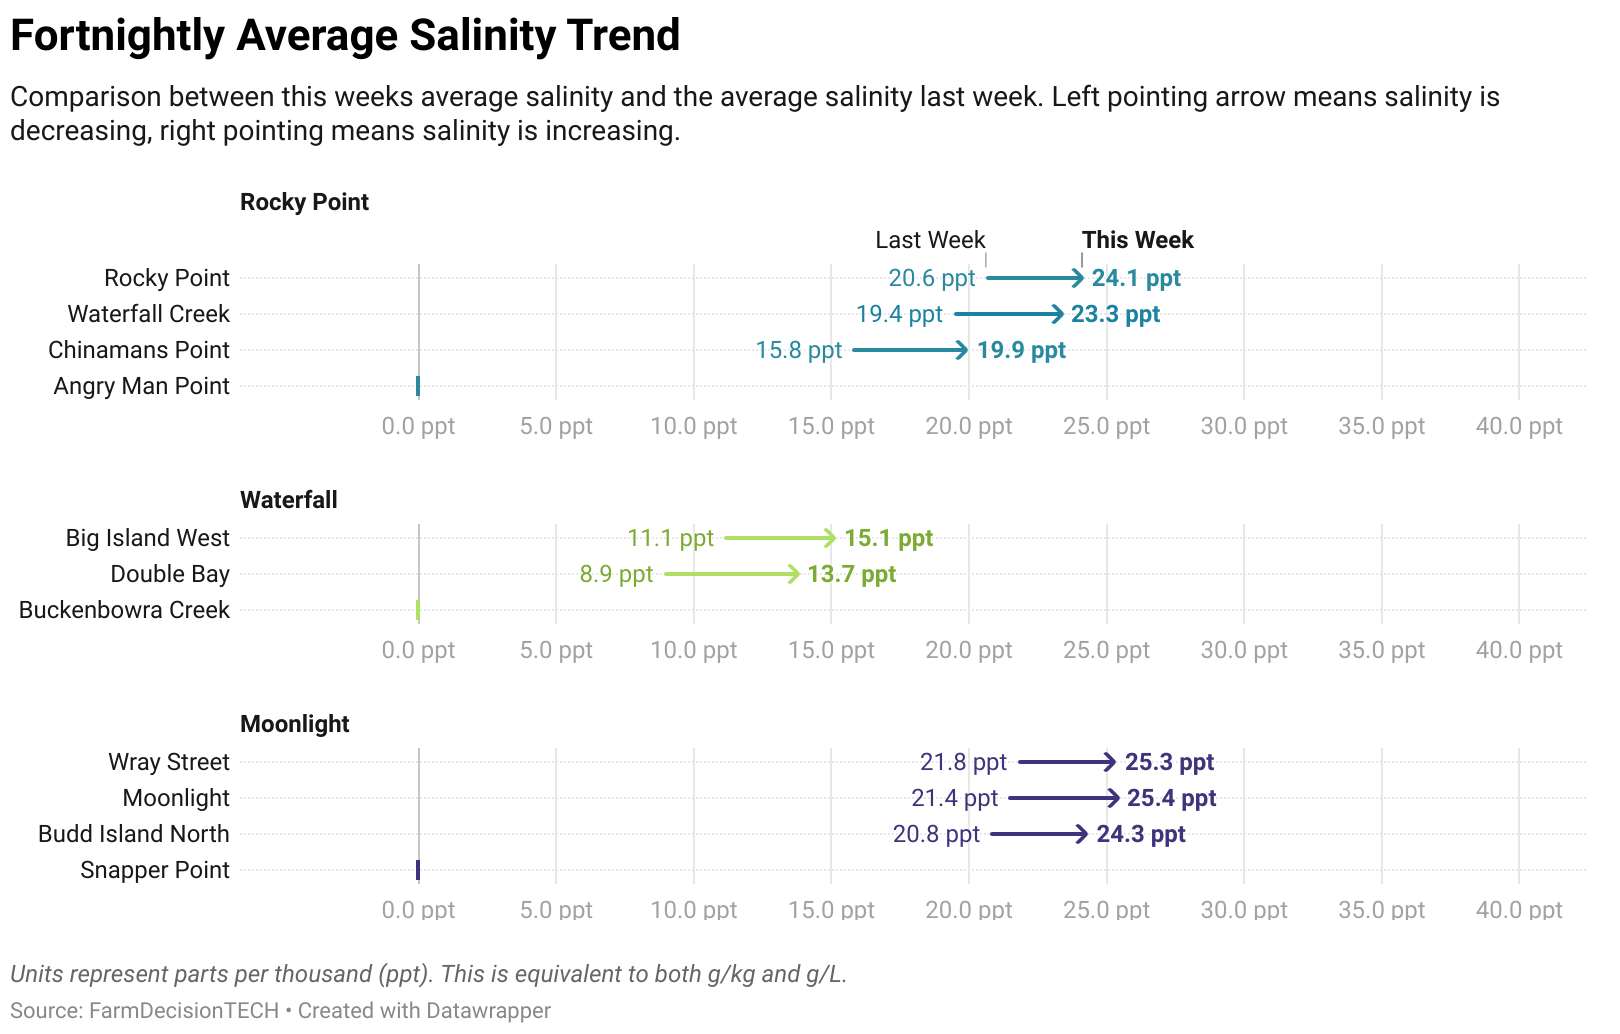 Fortnightly Average Salinity Trend
Comparison between this weeks average salinity and the average salinity last week. Left pointing arrow means salinity is
decreasing, right pointing means salinity is increasing.
Rocky Point
Last Week This Week
Rocky Point 20.6 ppt 24.1 ppt
Waterfall Creek 19.4 ppt 23.3 ppt
Chinamans Point 15.8 ppt 19.9 ppt
Angry Man Point
0.0 ppt 5.0 ppt 10.0 ppt 15.0 ppt 20.0 ppt 25.0 ppt 30.0 ppt 35.0 ppt 40.0 ppt
Waterfall
Big Island West 11.1 ppt 15.1 ppt
Double Bay 8.9 ppt 13.7 ppt
Buckenbowra Creek
0.0 ppt 5.0 ppt 10.0 ppt 15.0 ppt 20.0 ppt 25.0 ppt 30.0 ppt 35.0 ppt 40.0 ppt
Moonlight
Wray Street 21.8 ppt 25.3 ppt
Moonlight 21.4 ppt 25.4 ppt
Budd Island North 20.8 ppt 24.3 ppt
Snapper Point
0.0 ppt 5.0 ppt 10.0 ppt 15.0 ppt 20.0 ppt 25.0 ppt 30.0 ppt 35.0 ppt 40.0 ppt
Units represent parts per thousand (ppt). This is equivalent to both g/kg and g/L.
Source: FarmDecisionTECH • Created with Datawrapper